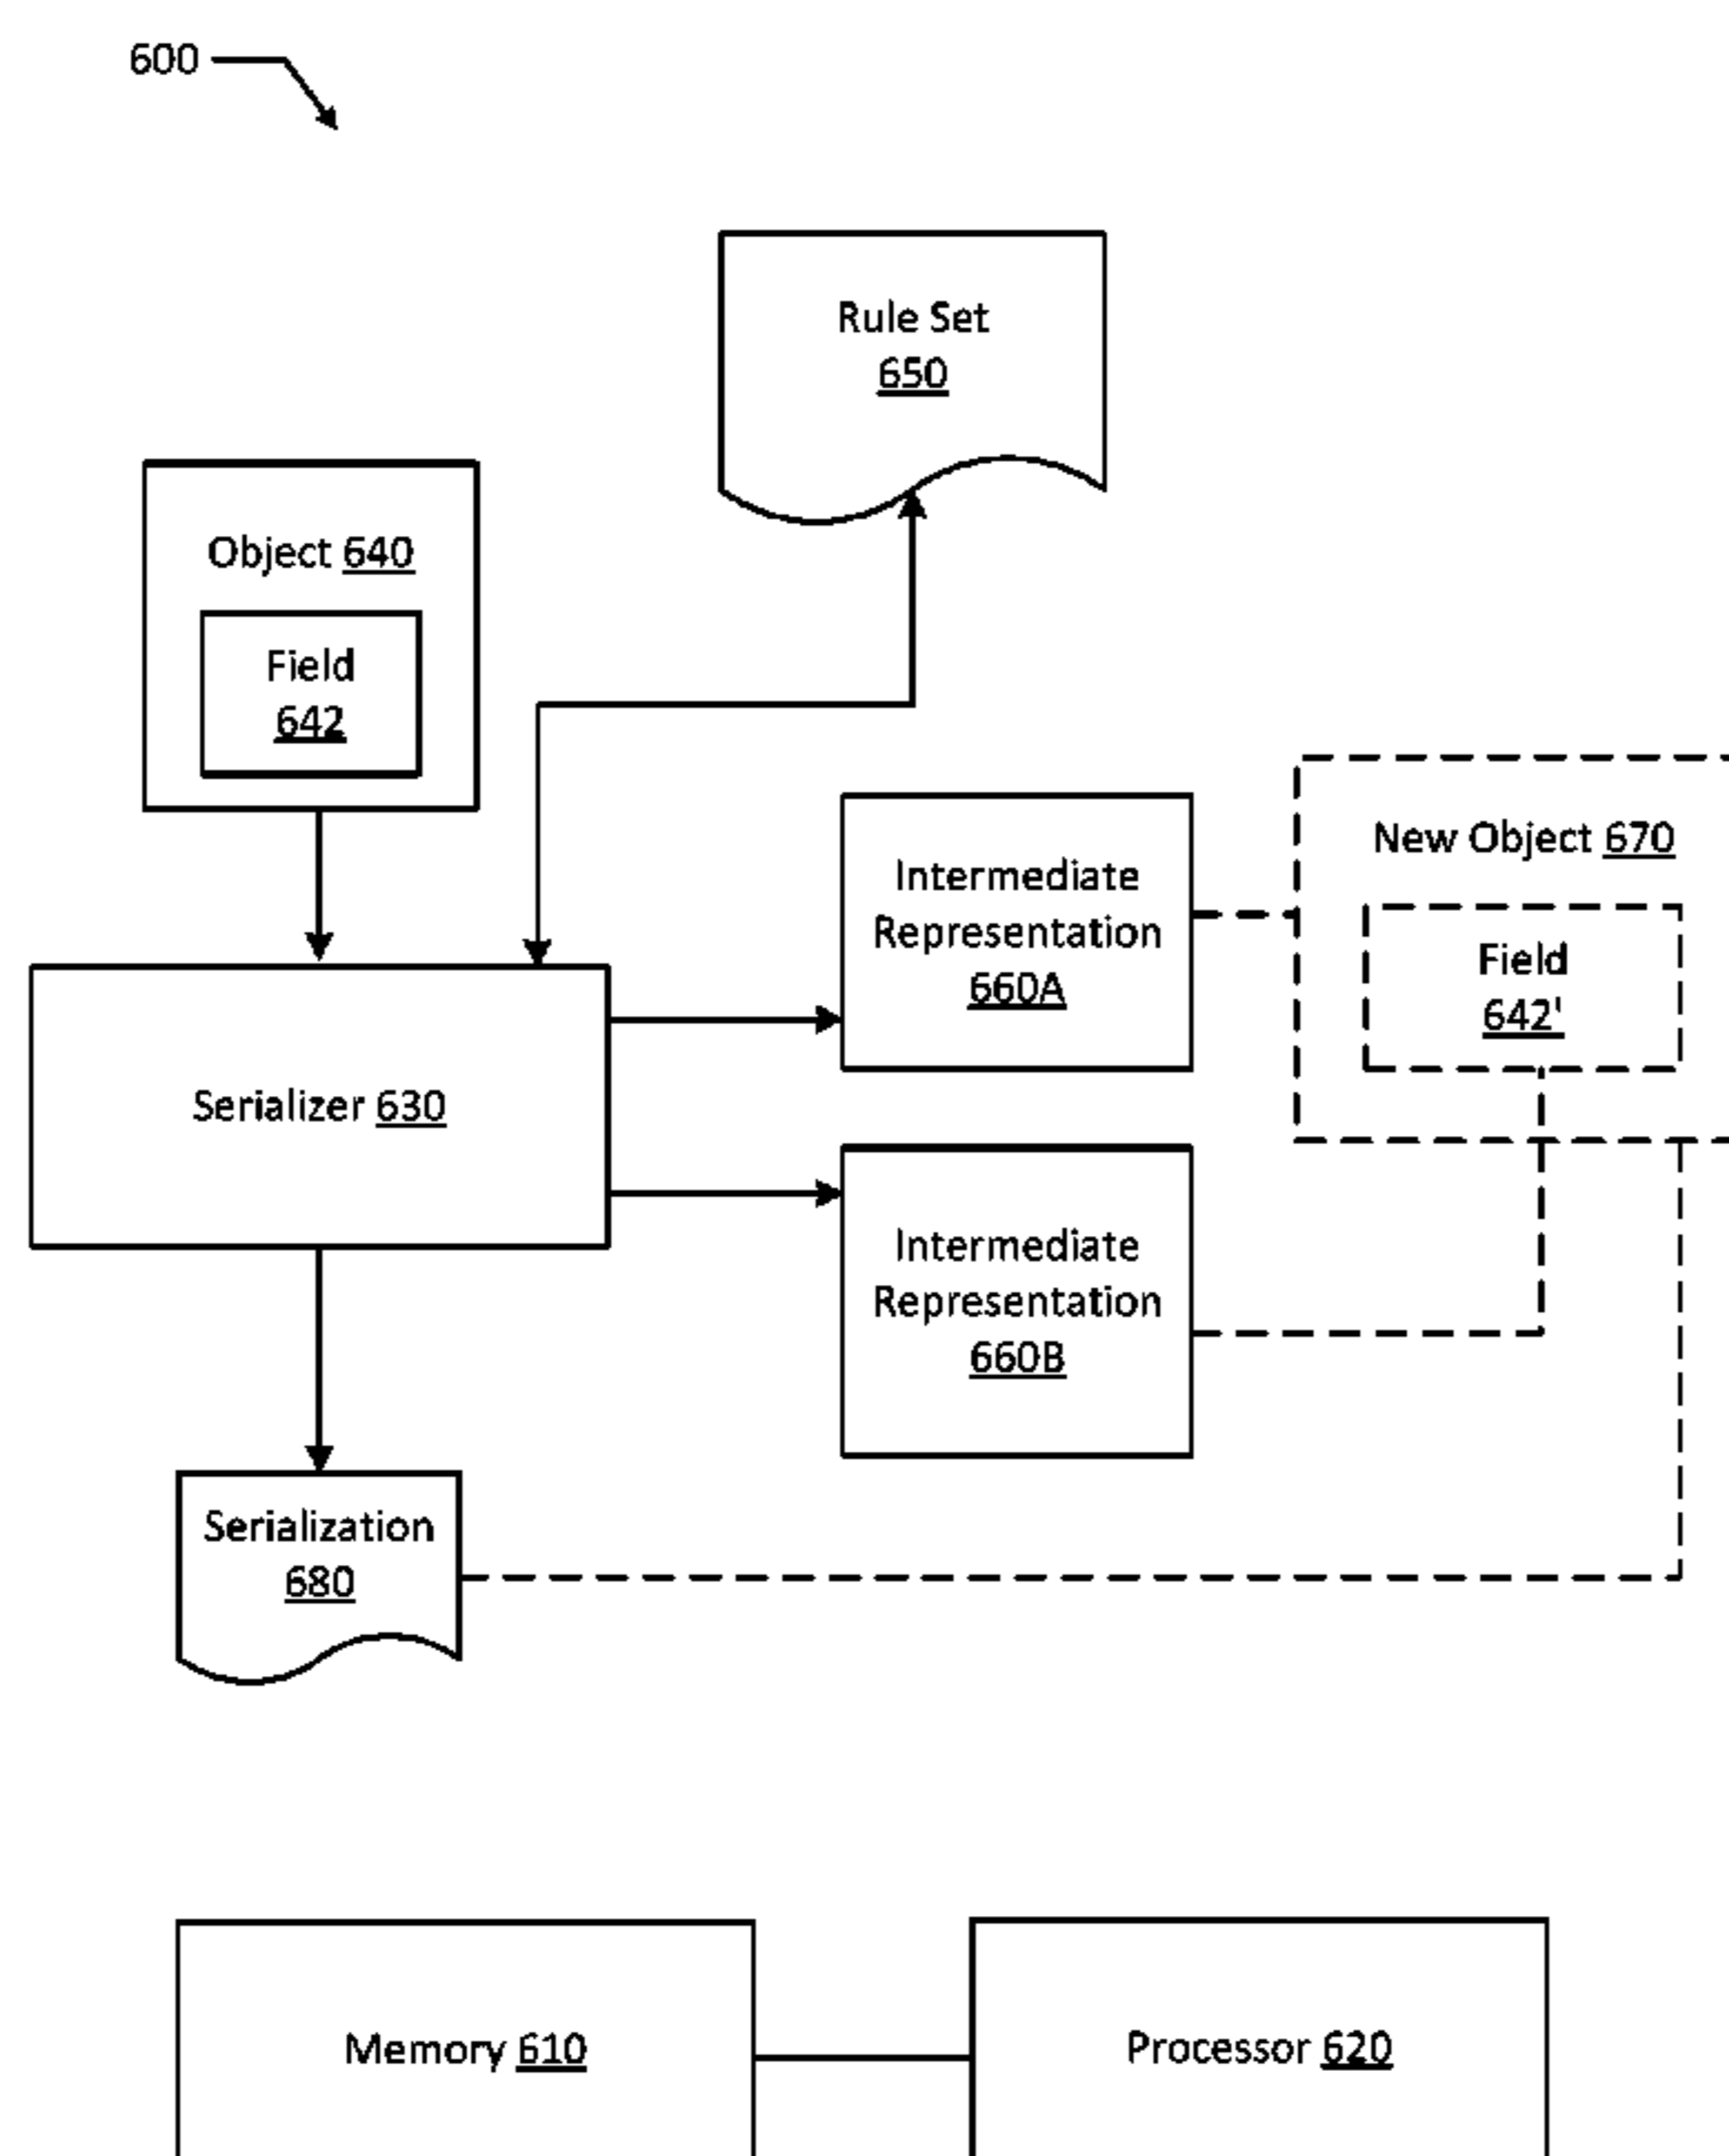 600
Rule Set
650
Object 640
Field
642
New Object 670
Field
642'
Intermediate
Representation
660A
Serializer 630
Intermediate
Representation
660B
Serialization
680
Memory 610
Processor 620